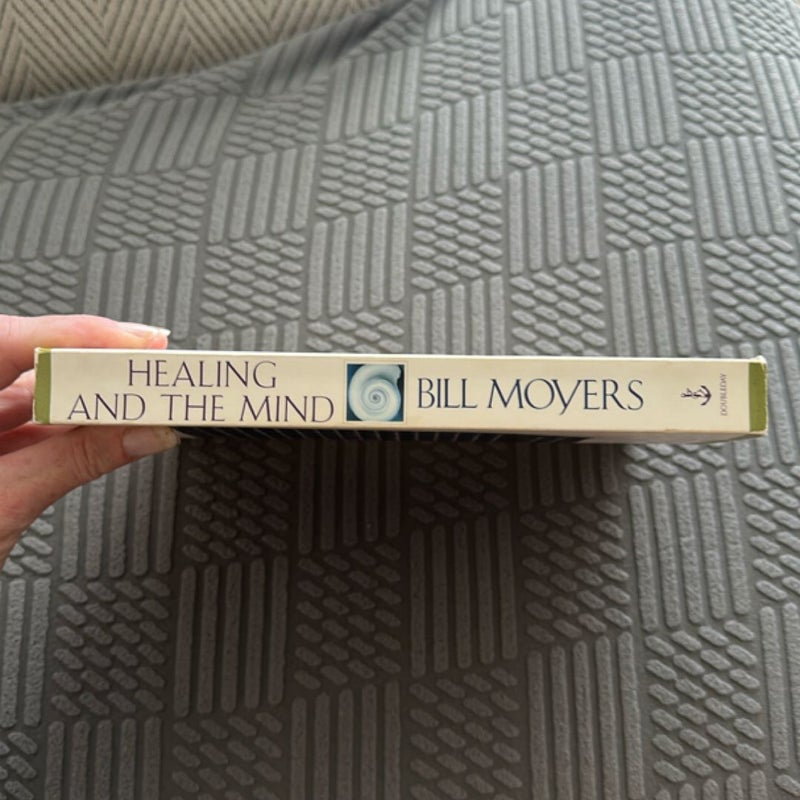 HEALING
AND THE MIND
BILL MOYERS
DOUBLEDAY